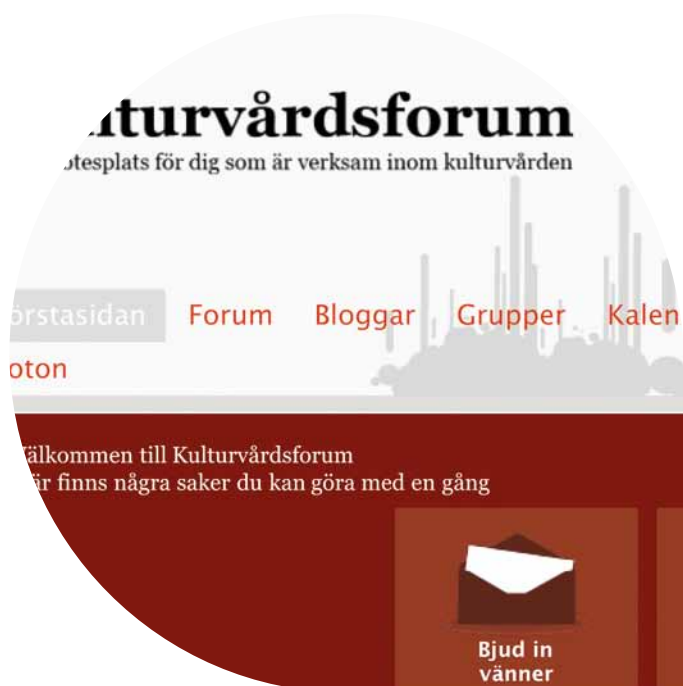 lturvårdsforum
otesplats för dig som är verksam inom kulturvården
örstasidan Forum Bloggar Grupper Kalen
oton
älkommen till Kulturvårdsforum
är finns några saker du kan göra med en gång
Bjud in
vänner